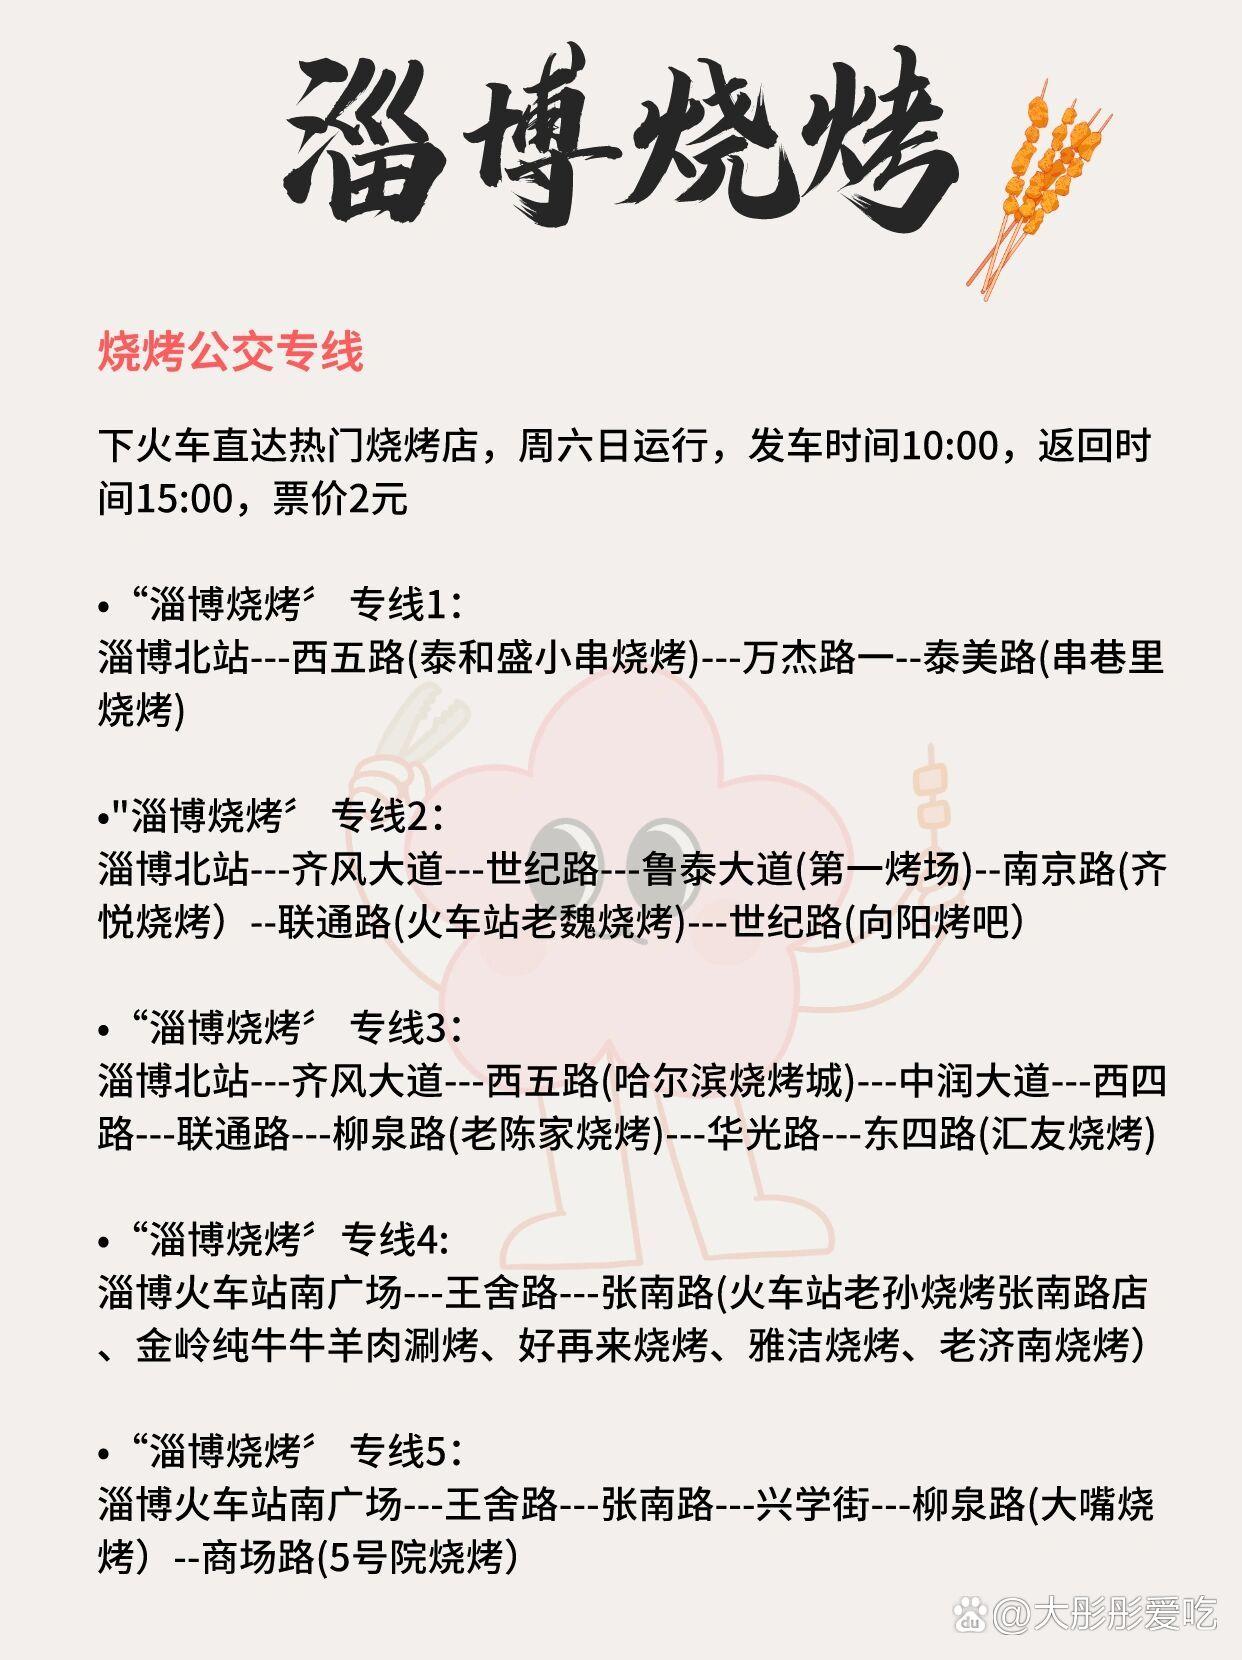 淄博烧烤
烧烤公交专线
下火车直达热门烧烤店，周六日运行，发车时间10:00，返回时
间15:00，票价2元
•“淄博烧烤〞 专线1：
淄博北站---西五路(泰和盛小串烧烤)---万杰路一--泰美路(串巷里
烧烤)
•"淄博烧烤〞 专线2：
淄博北站---齐风大道---世纪路---鲁泰大道(第一烤场)--南京路(齐
悦烧烤）--联通路(火车站老魏烧烤)---世纪路(向阳烤吧）
•“淄博烧烤〞 专线3：
淄博北站---齐风大道---西五路(哈尔滨烧烤城)---中润大道---西四
路---联通路---柳泉路(老陈家烧烤)---华光路---东四路(汇友烧烤)
•“淄博烧烤〞 专线4:
淄博火车站南广场---王舍路---张南路(火车站老孙烧烤张南路店
、金岭纯牛牛羊肉涮烤、好再来烧烤、雅洁烧烤、老济南烧烤）
•“淄博烧烤〞 专线5：
淄博火车站南广场---王舍路---张南路---兴学街---柳泉路(大嘴烧
烤）--商场路(5号院烧烤）
du @大彤彤爱吃